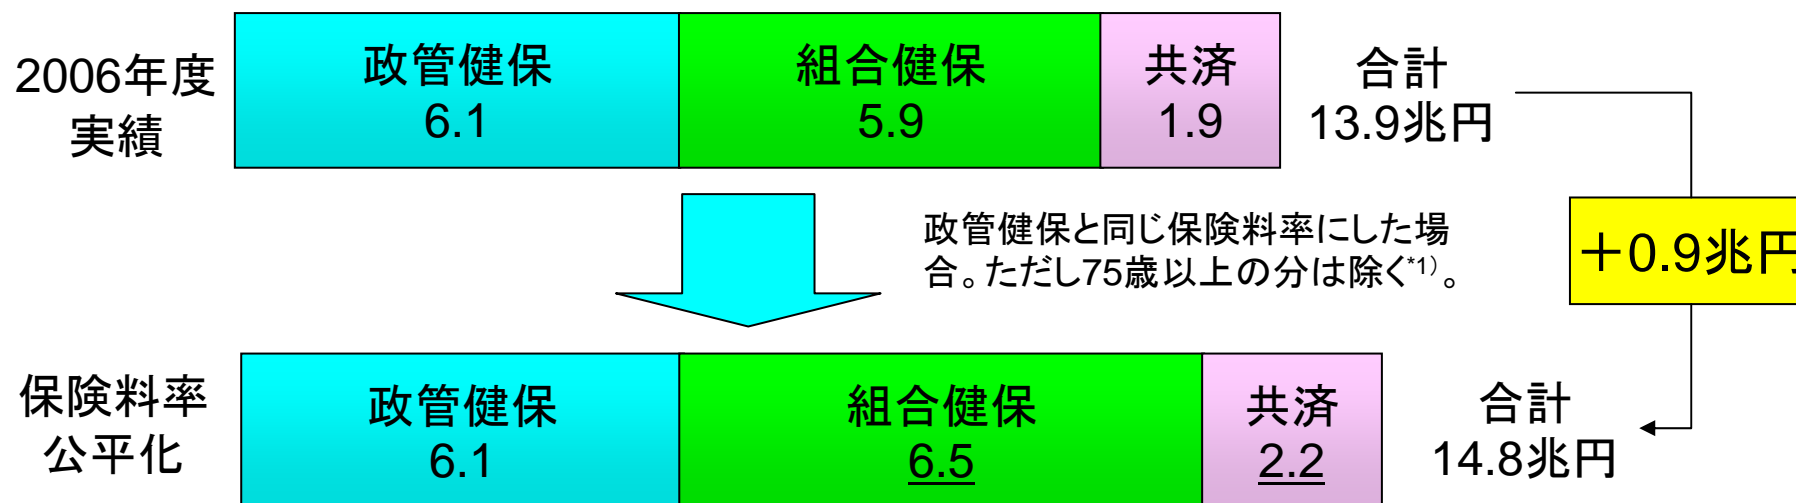 2006年度
実績
政管健保
6.1
組合健保
5.9
共済
1.9
合計
13.9兆円
政管健保と同じ保険料率にした場
合。ただし75歳以上の分は除く*1)。
＋0.9兆円
保険料率
公平化
政管健保
6.1
組合健保
6.5
共済
2.2
合計
14.8兆円